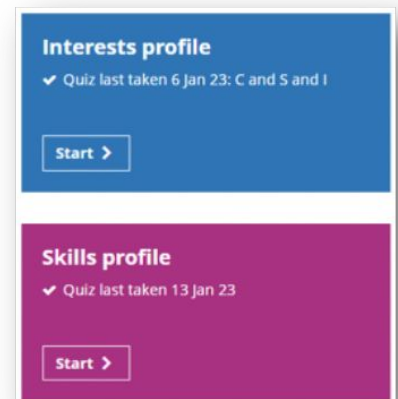 Interests profile
✔ Quiz last taken 6 Jan 23: C and S and I
Start >
Skills profile
✔ Quiz last taken 13 Jan 23
Start >